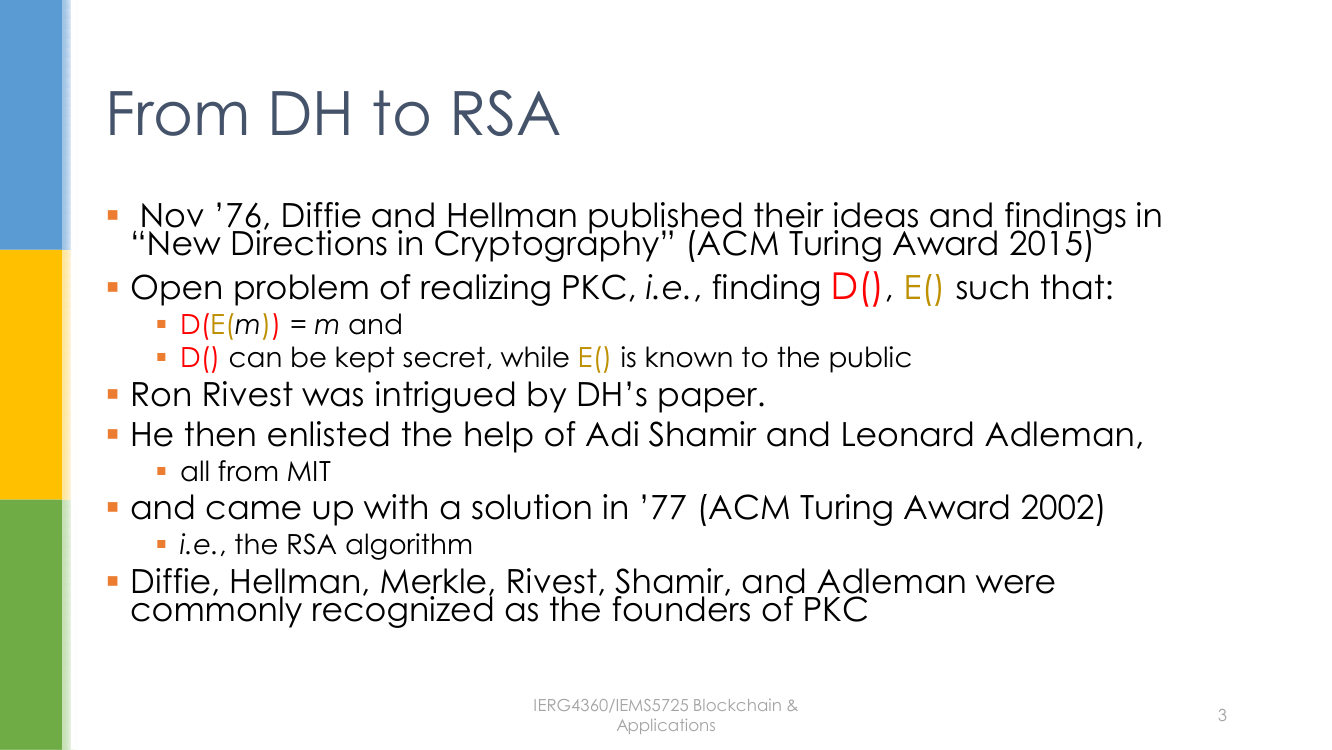 From DH to RSA
Nov ’76, Diffie and Hellman published their ideas and findings in
“New Directions in Cryptography” (ACM Turing Award 2015)
Open problem of realizing PKC, i.e., finding D(), E() such that:
D(E(m)) = m and
D() can be kept secret, while E() is known to the public
Ron Rivest was intrigued by DH’s paper.
He then enlisted the help of Adi Shamir and Leonard Adleman,
all from MIT
and came up with a solution in ’77 (ACM Turing Award 2002)
i.e., the RSA algorithm
Diffie, Hellman, Merkle, Rivest, Shamir, and Adleman were
commonly recognized as the founders of PKC
IERG4360/IEMS5725 Blockchain &
Applications
3